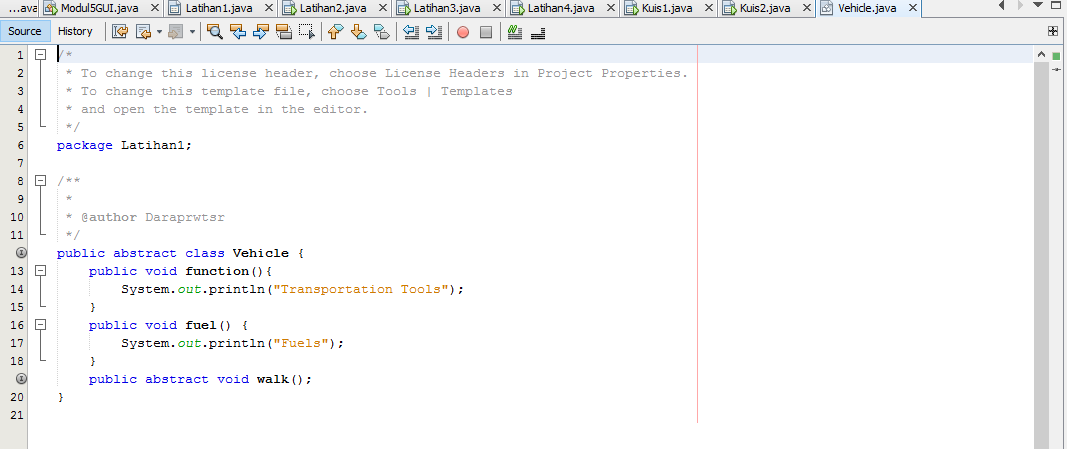 ...ava Modul5GUI.java Latihan1.java Latihan2.java Latihan3.java Latihan4.java Kuis1.java Kuis2.java Vehicle.java
Source History
1 /*
2 * To change this license header, choose License Headers in Project Properties.
3 * To change this template file, choose Tools | Templates
4 * and open the template in the editor.
5 */
6 package Latihan1;
7
8 /**
9 *
10 * @author Daraprwtsr
11 */
public abstract class Vehicle {
13 public void function(){
14 System.out.println("Transportation Tools");
15 }
16 public void fuel() {
17 System.out.println("Fuels");
18 }
public abstract void walk();
20 }
21